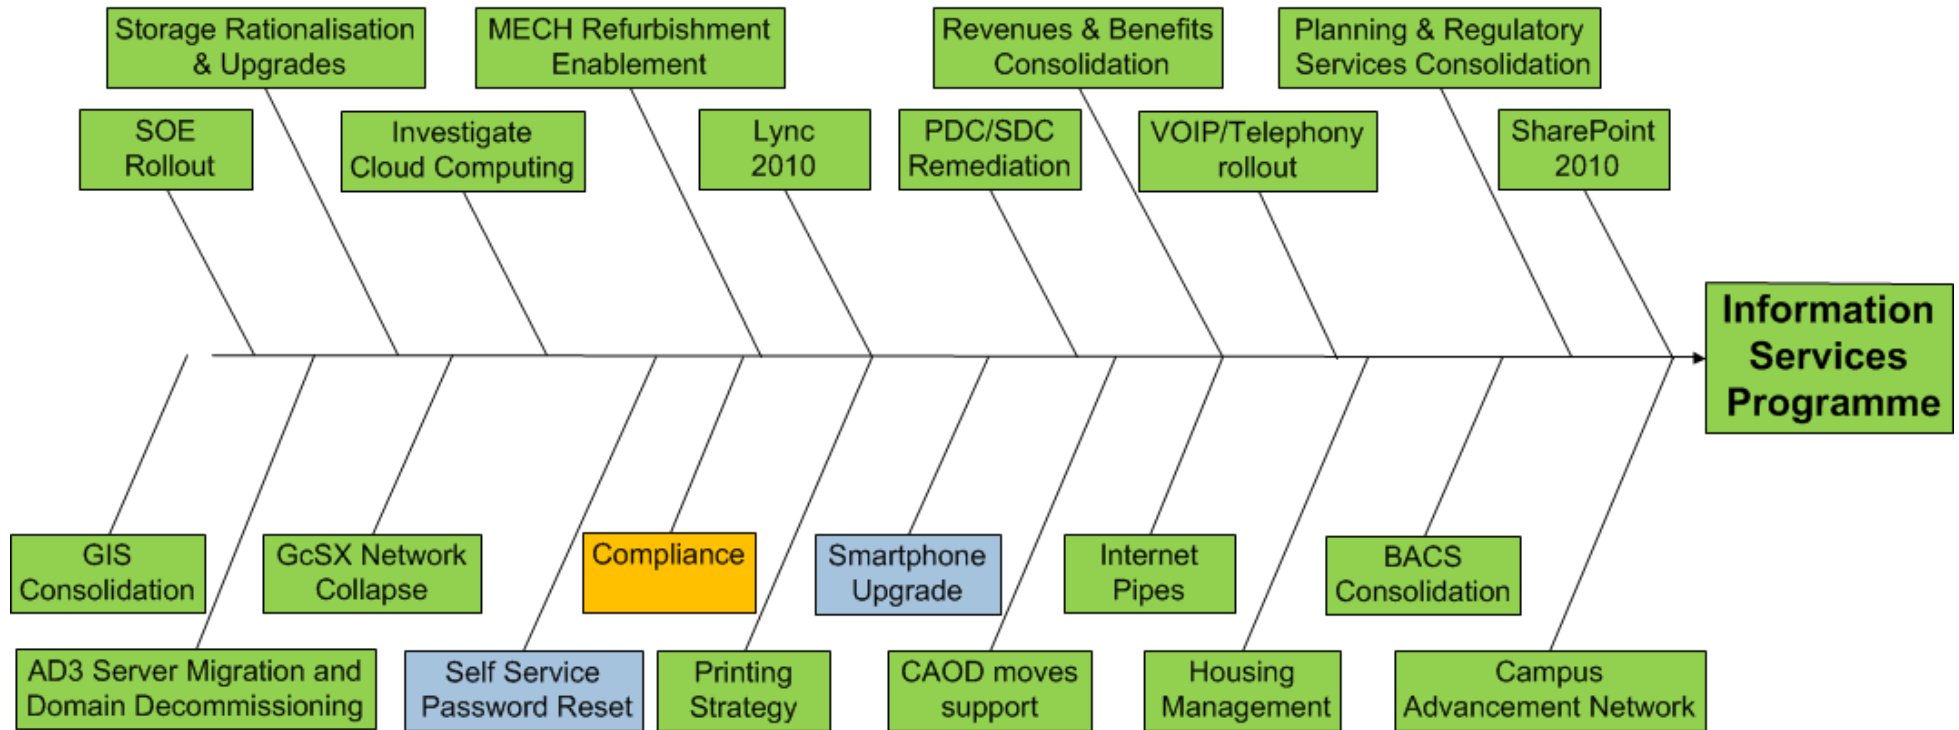 Storage Rationalisation
& Upgrades
MECH Refurbishment
Enablement
Revenues & Benefits
Consolidation
Planning & Regulatory
Services Consolidation
SOE
Rollout
Investigate
Cloud Computing
Lync
2010
PDC/SDC
Remediation
VOIP/Telephony
rollout
SharePoint
2010
Information
Services
Programme
GIS
Consolidation
GcSX Network
Collapse
Compliance
Smartphone
Upgrade
Internet
Pipes
BACS
Consolidation
AD3 Server Migration and
Domain Decommissioning
Self Service
Password Reset
Printing
Strategy
CAOD moves
support
Housing
Management
Campus
Advancement Network